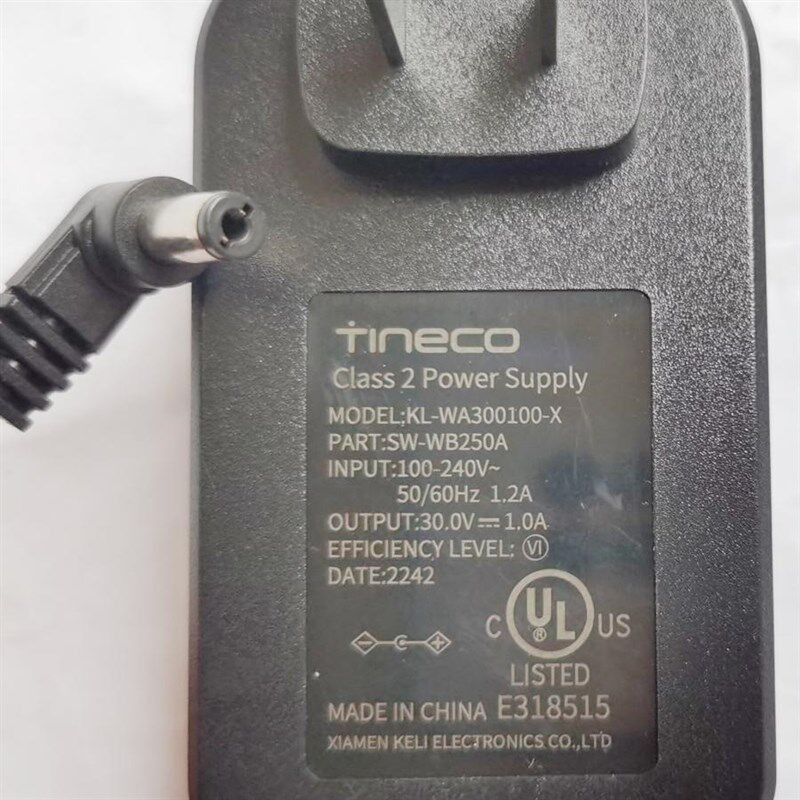 TINECO
Class 2 Power Supply
MODEL:KL-WA300100-X
PART:SW-WB250A
INPUT:100-240V~
50/60Hz 1.2A
OUTPUT:30.0V⎓1.0A
EFFICIENCY LEVEL: Ⓥ︎I
DATE:2242
C UL® US
LISTED
MADE IN CHINA E318515
XIAMEN KELI ELECTRONICS CO.,LTD